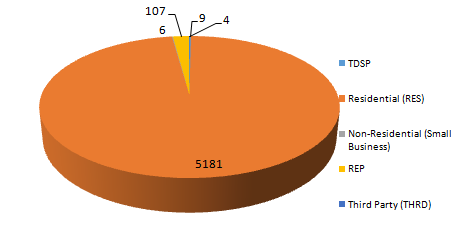 107
9
4
6
5181
TDSP
Residential (RES)
Non-Residential (Small
Business)
REP
Third Party (THRD)